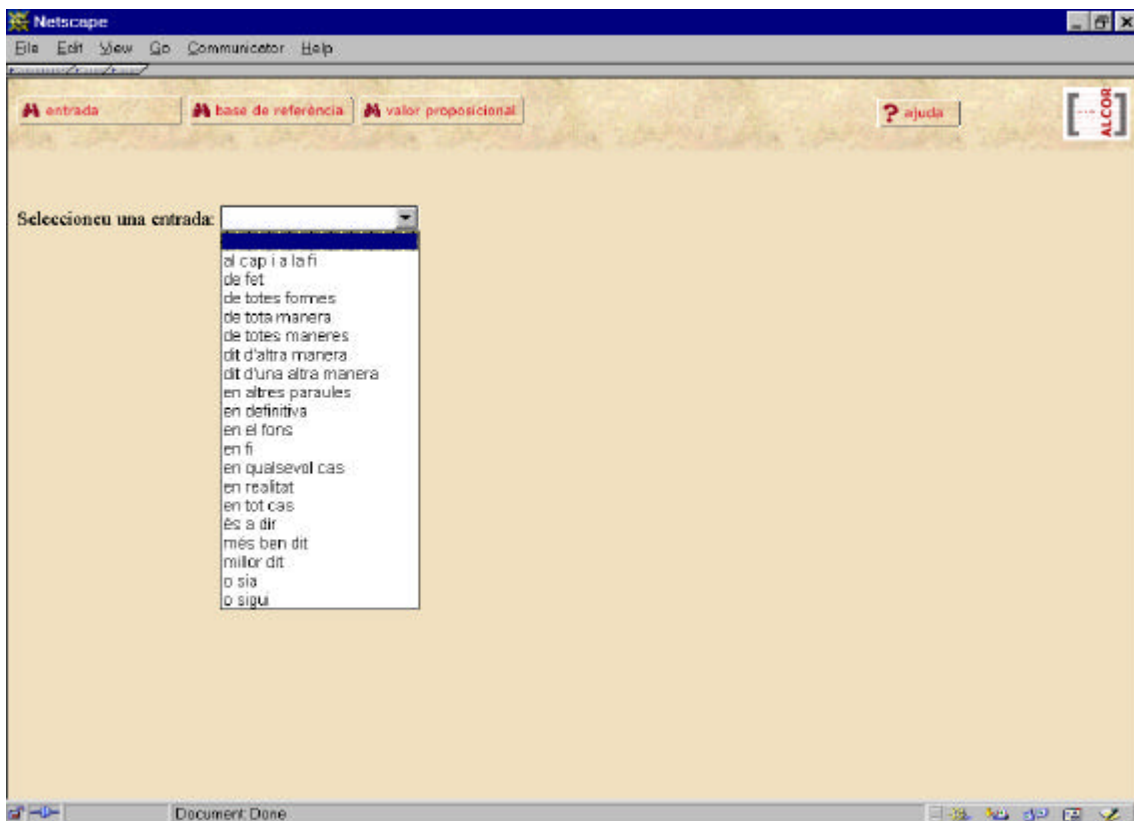 Netscape
File Edit View Go Communicator Help
entrada base de referència valor proposicional ajuda ALCOR
Seleccioneu una entrada:
al cap i a la fi
de fet
de totes formes
de tota manera
de totes maneres
dit d'altra manera
dit d'una altra manera
en altres paraules
en definitiva
en el fons
en fi
en qualsevol cas
en realitat
en tot cas
és a dir
més ben dit
millor dit
o sia
o sigui
Document: Done